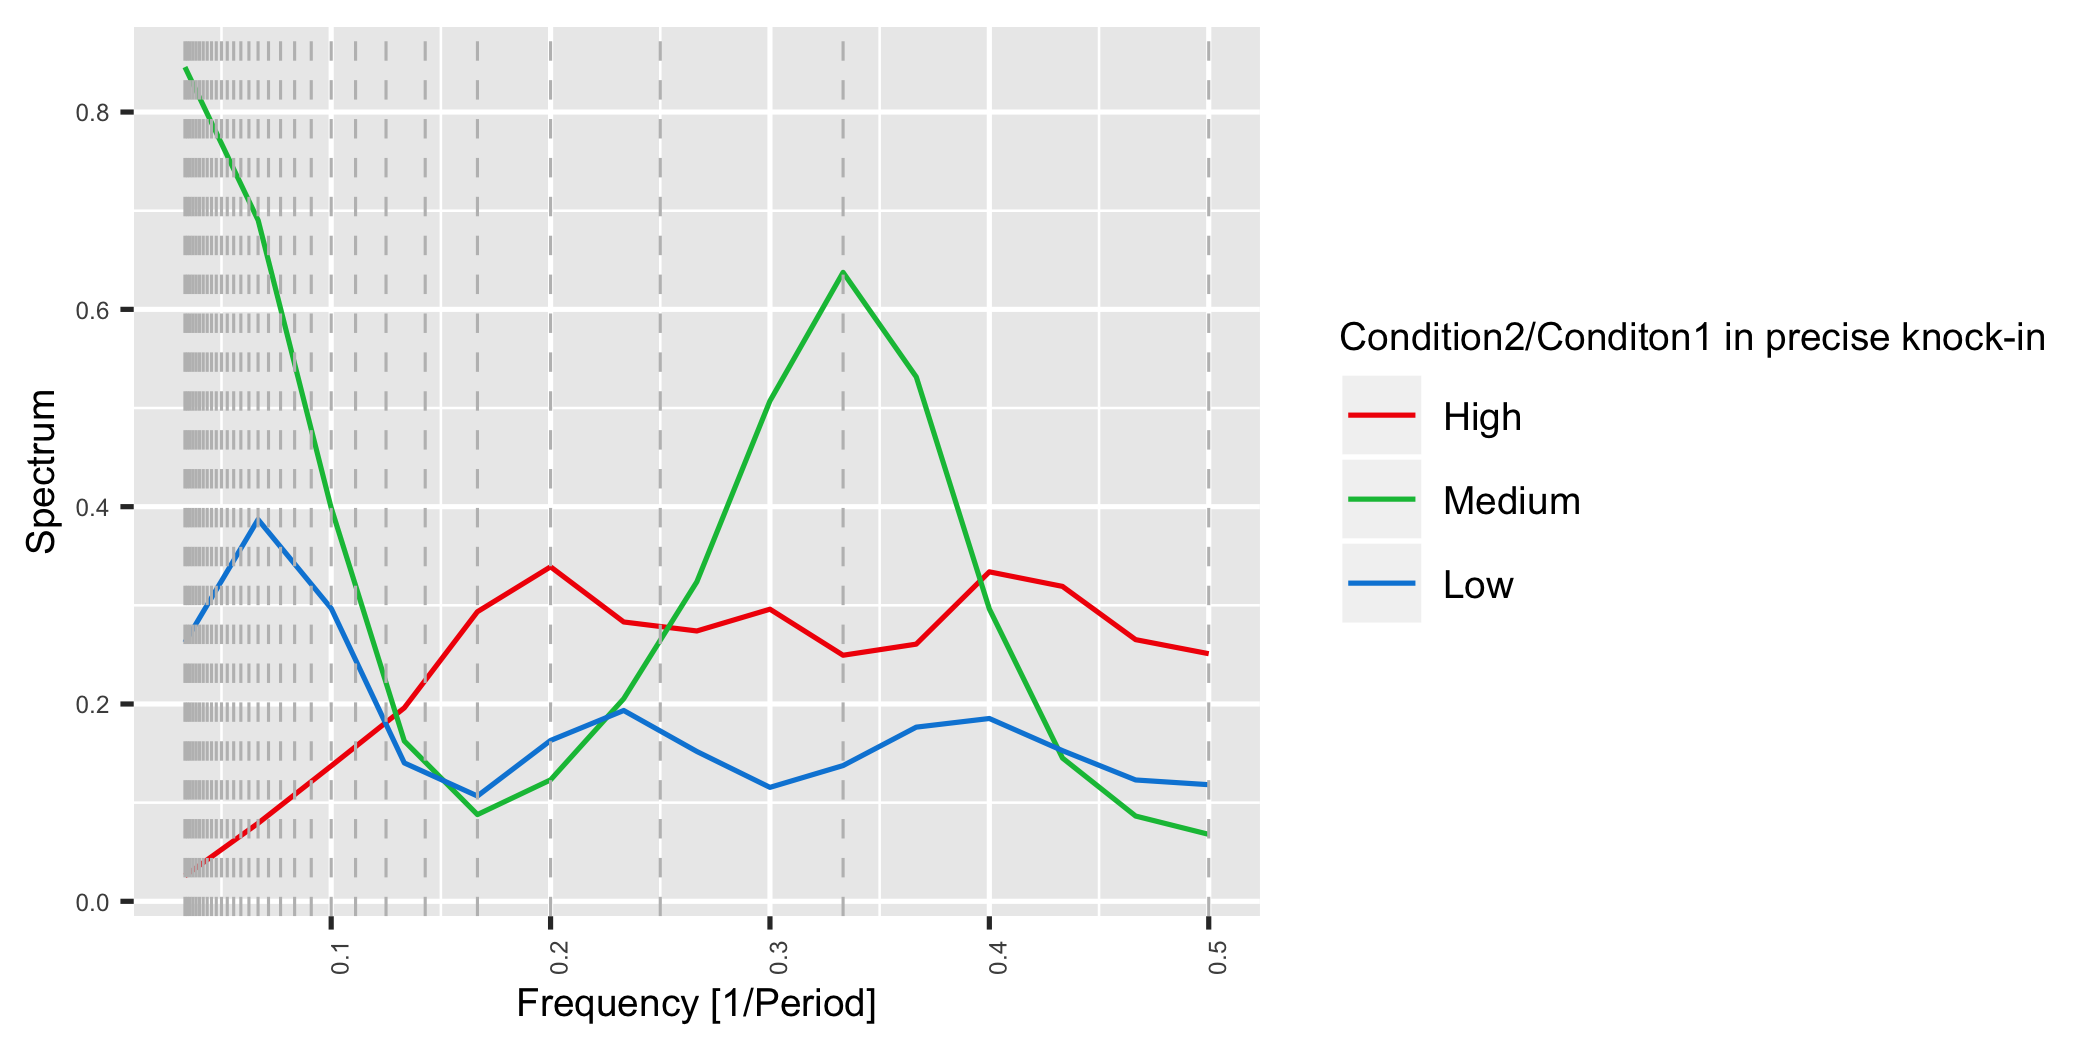 0.8
0.6
0.4
0.2
0.0
Spectrum
0.1
0.2
0.3
0.4
0.5
Frequency [1/Period]
Condition2/Conditon1 in precise knock-in
High
Medium
Low